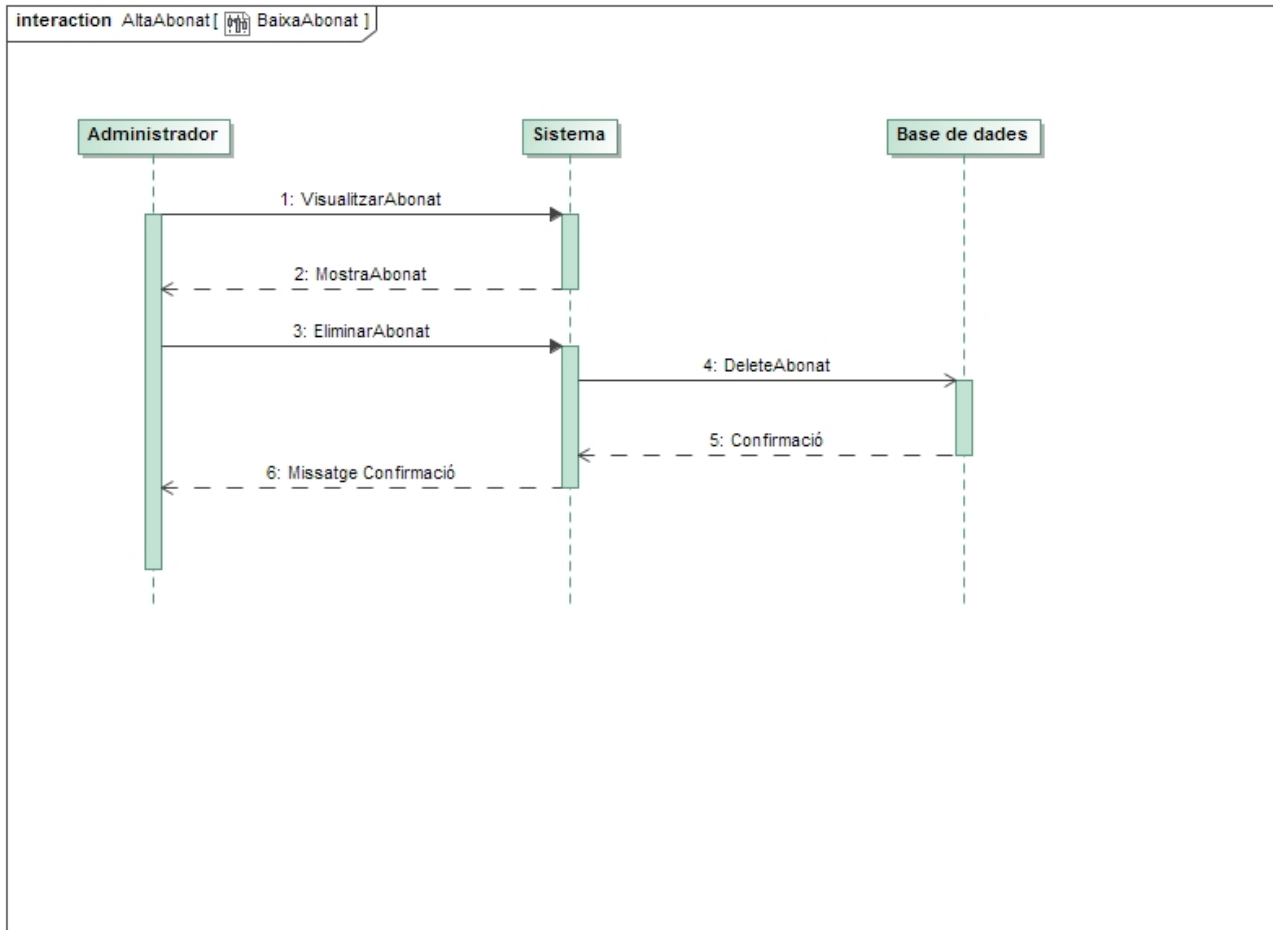 interaction AltaAbonat[ BaixaAbonat ]
Administrador
Sistema
Base de dades
1: VisualitzarAbonat
2: MostraAbonat
3: EliminarAbonat
4: DeleteAbonat
5: Confirmació
6: Missatge Confirmació